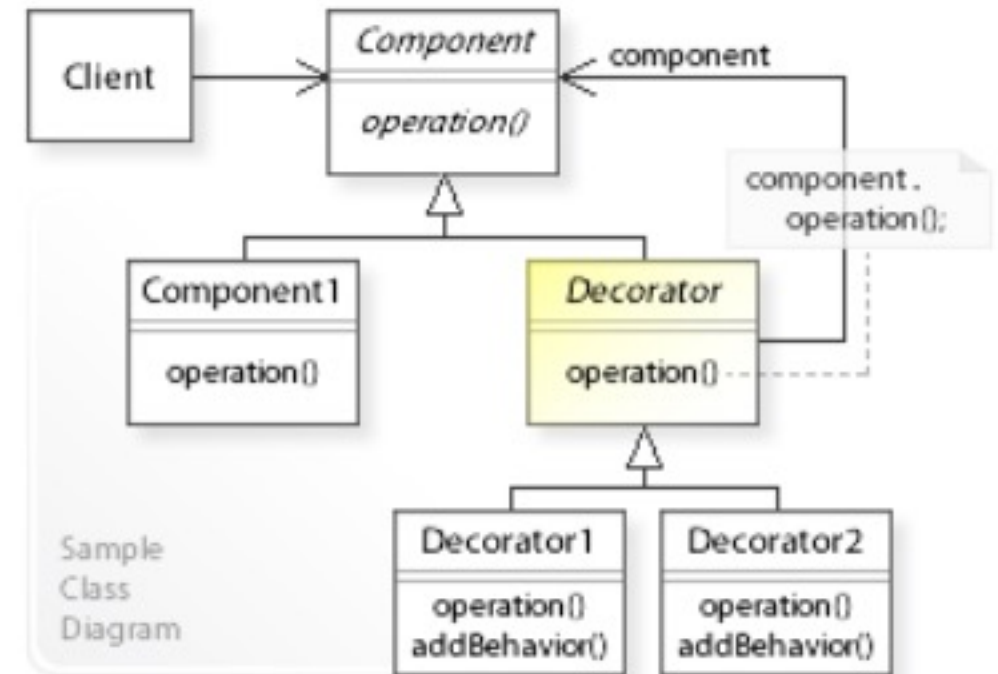 Client
Component
operation()
component
component.
operation();
Component1
operation()
Decorator
operation()
Decorator1
operation()
addBehavior()
Decorator2
operation()
addBehavior()
Sample
Class
Diagram